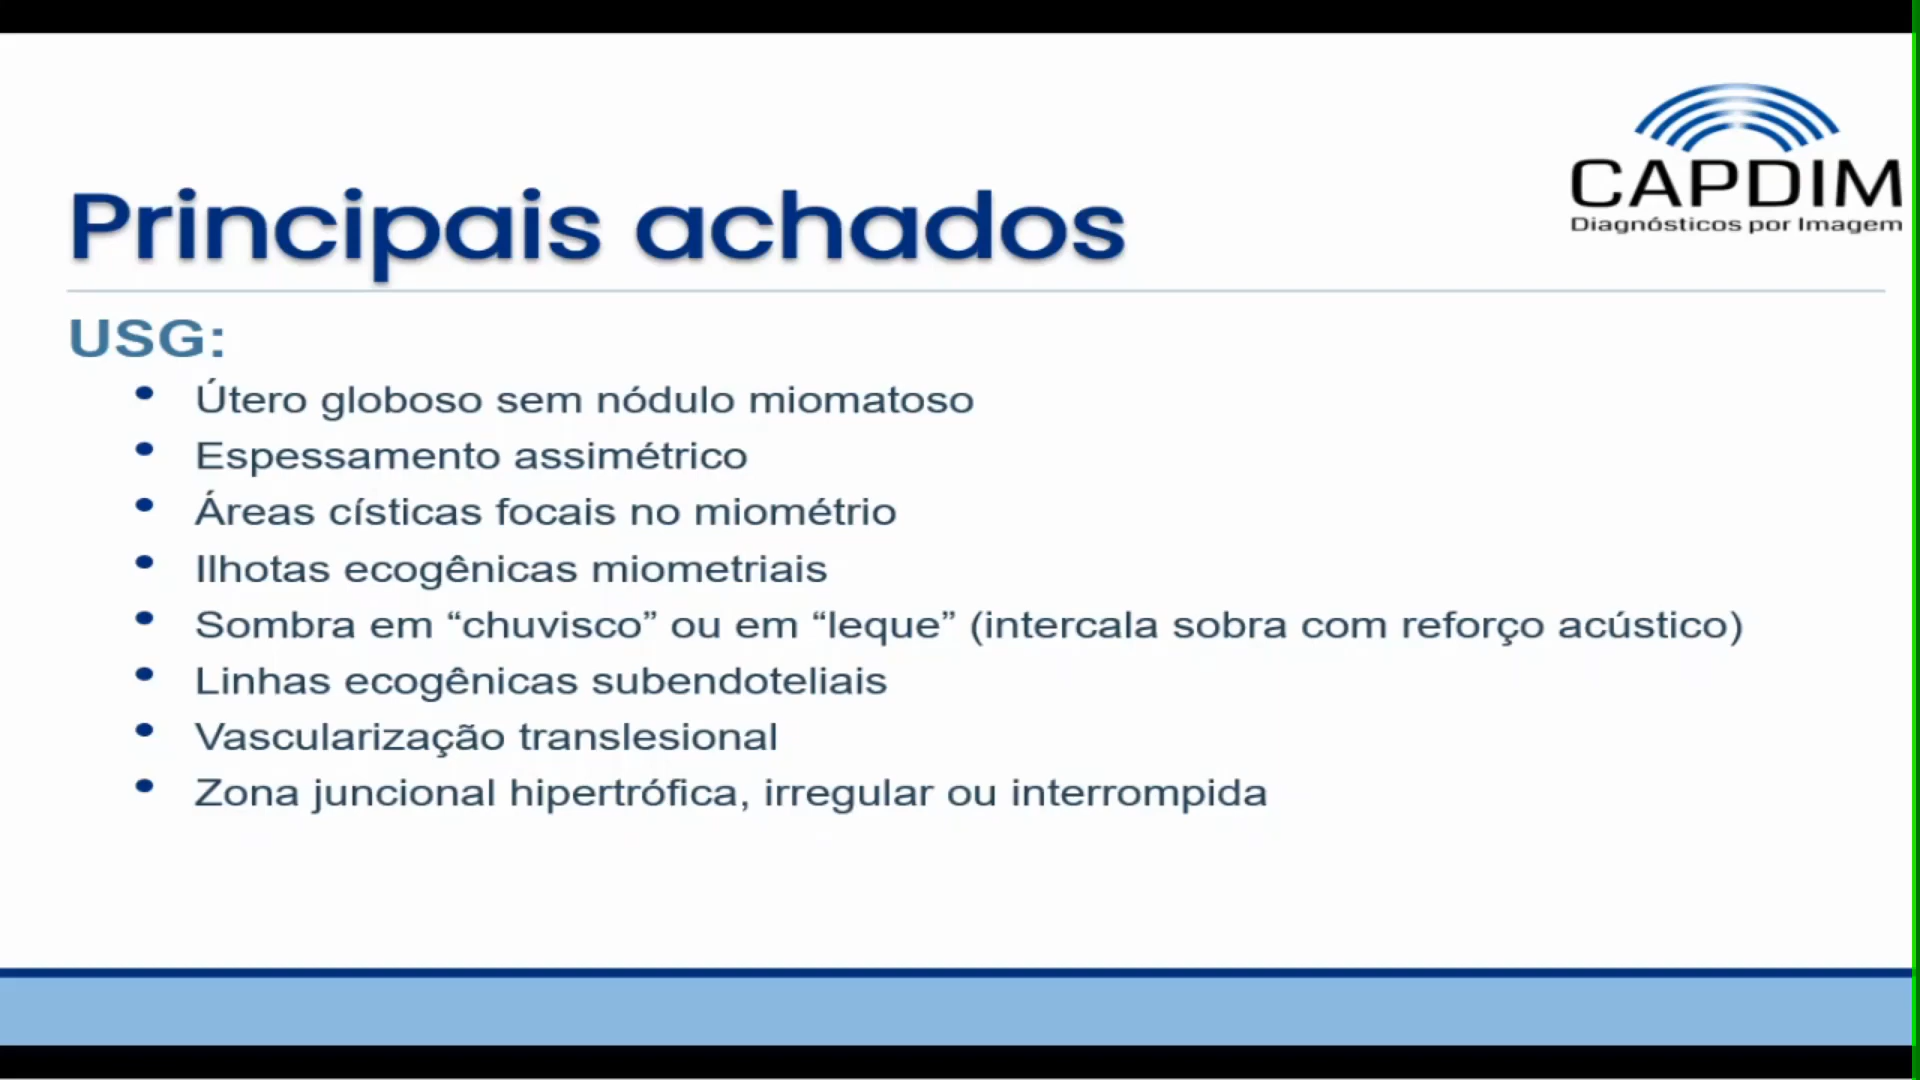 CAPDIM
Diagnósticos por Imagem
Principais achados
USG:
• Útero globoso sem nódulo miomatoso
• Espessamento assimétrico
• Áreas císticas focais no miométrio
• Ilhotas ecogênicas miometriais
• Sombra em “chuvisco” ou em “leque” (intercala sobra com reforço acústico)
• Linhas ecogênicas subendoteliais
• Vascularização translesional
• Zona juncional hipertrófica, irregular ou interrompida